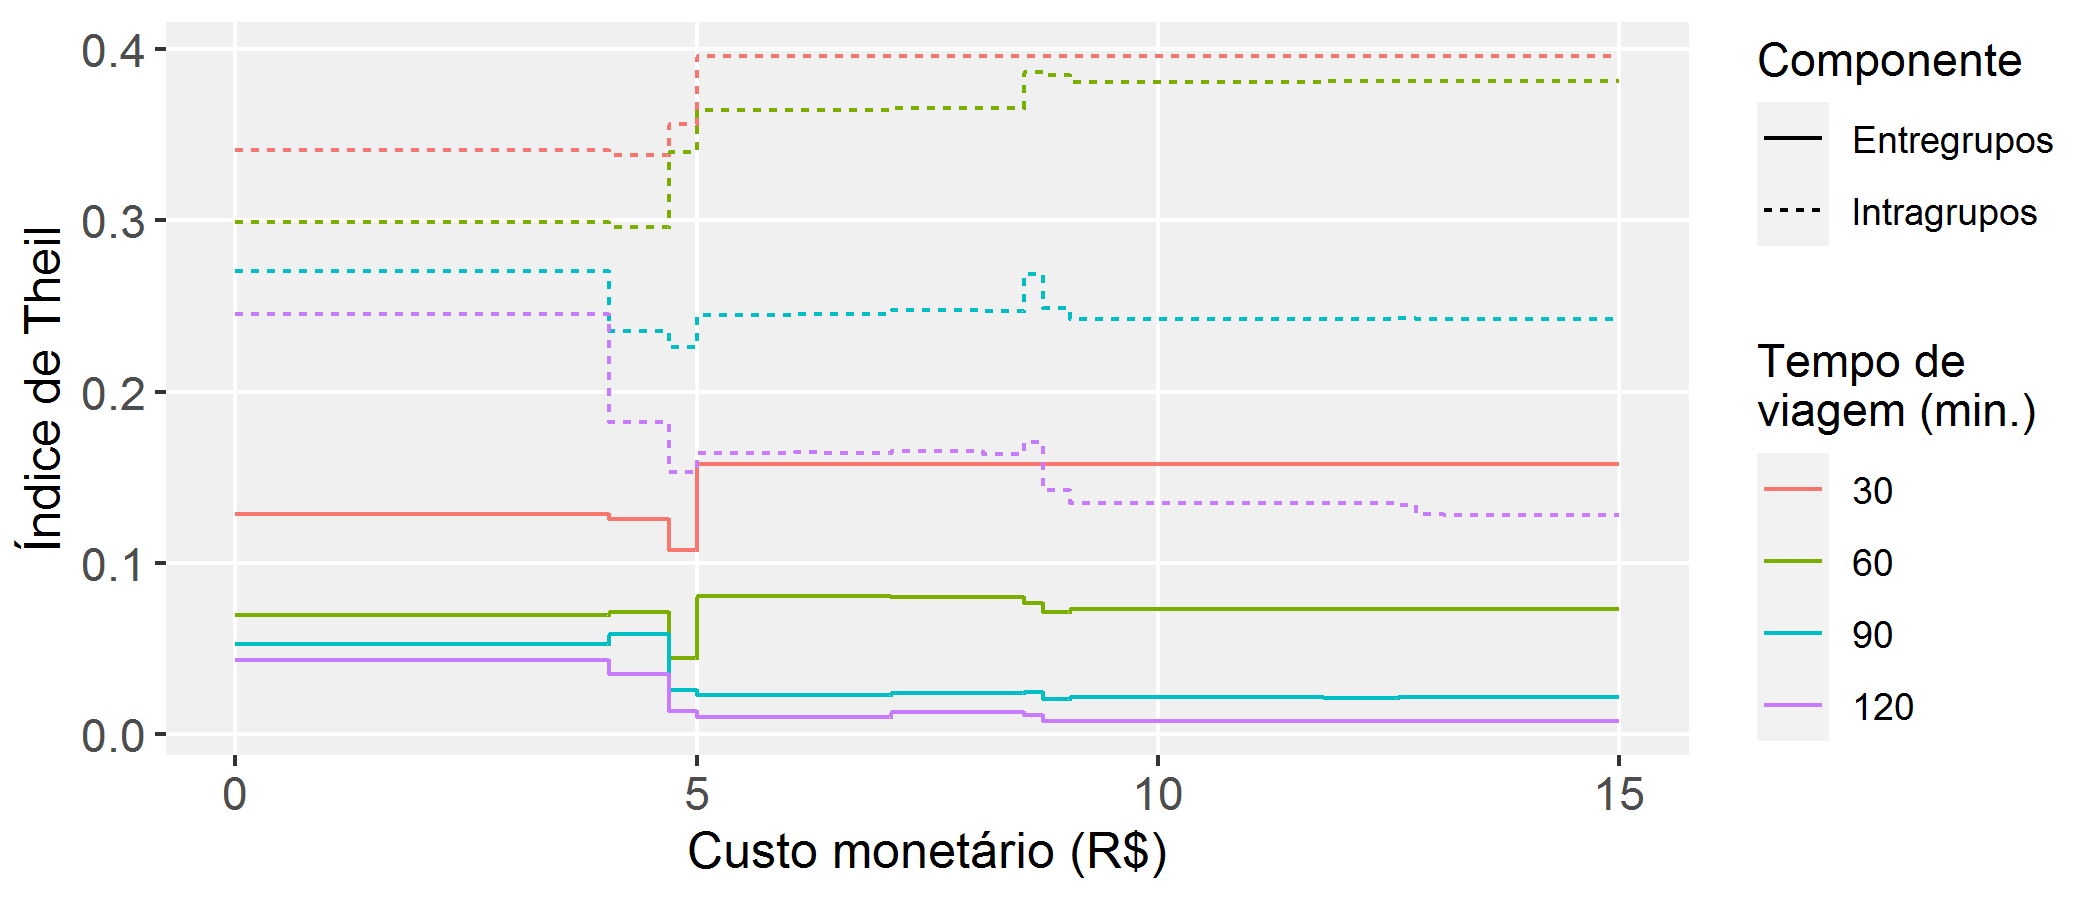 0.4
0.3
0.2
0.1
0.0
Índice de Theil
0
5
10
15
Custo monetário (R$)
Componente
Entregrupos
Intragrupos
Tempo de
viagem (min.)
30
60
90
120